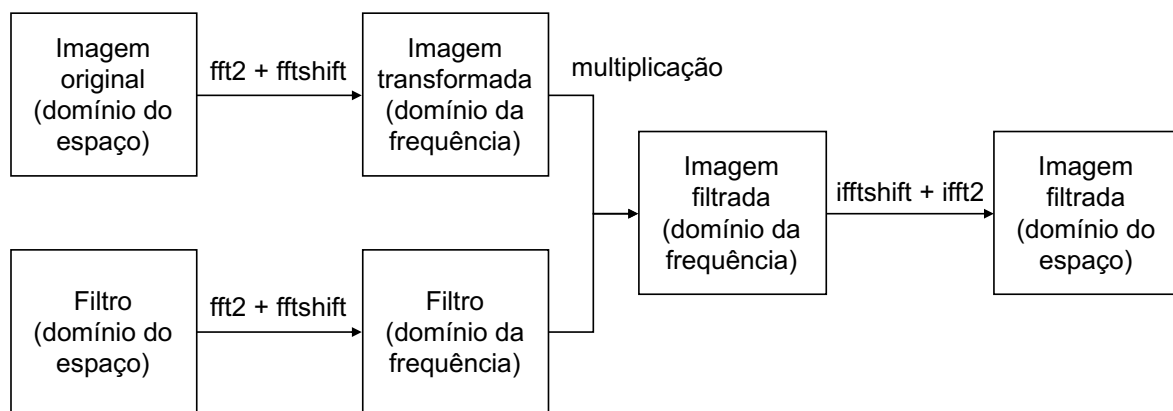 Imagem
original
(domínio do
espaço)
fft2 + fftshift
Imagem
transformada
(domínio da
frequência)
multiplicação
Filtro
(domínio do
espaço)
fft2 + fftshift
Filtro
(domínio da
frequência)
Imagem
filtrada
(domínio da
frequência)
ifftshift + ifft2
Imagem
filtrada
(domínio do
espaço)